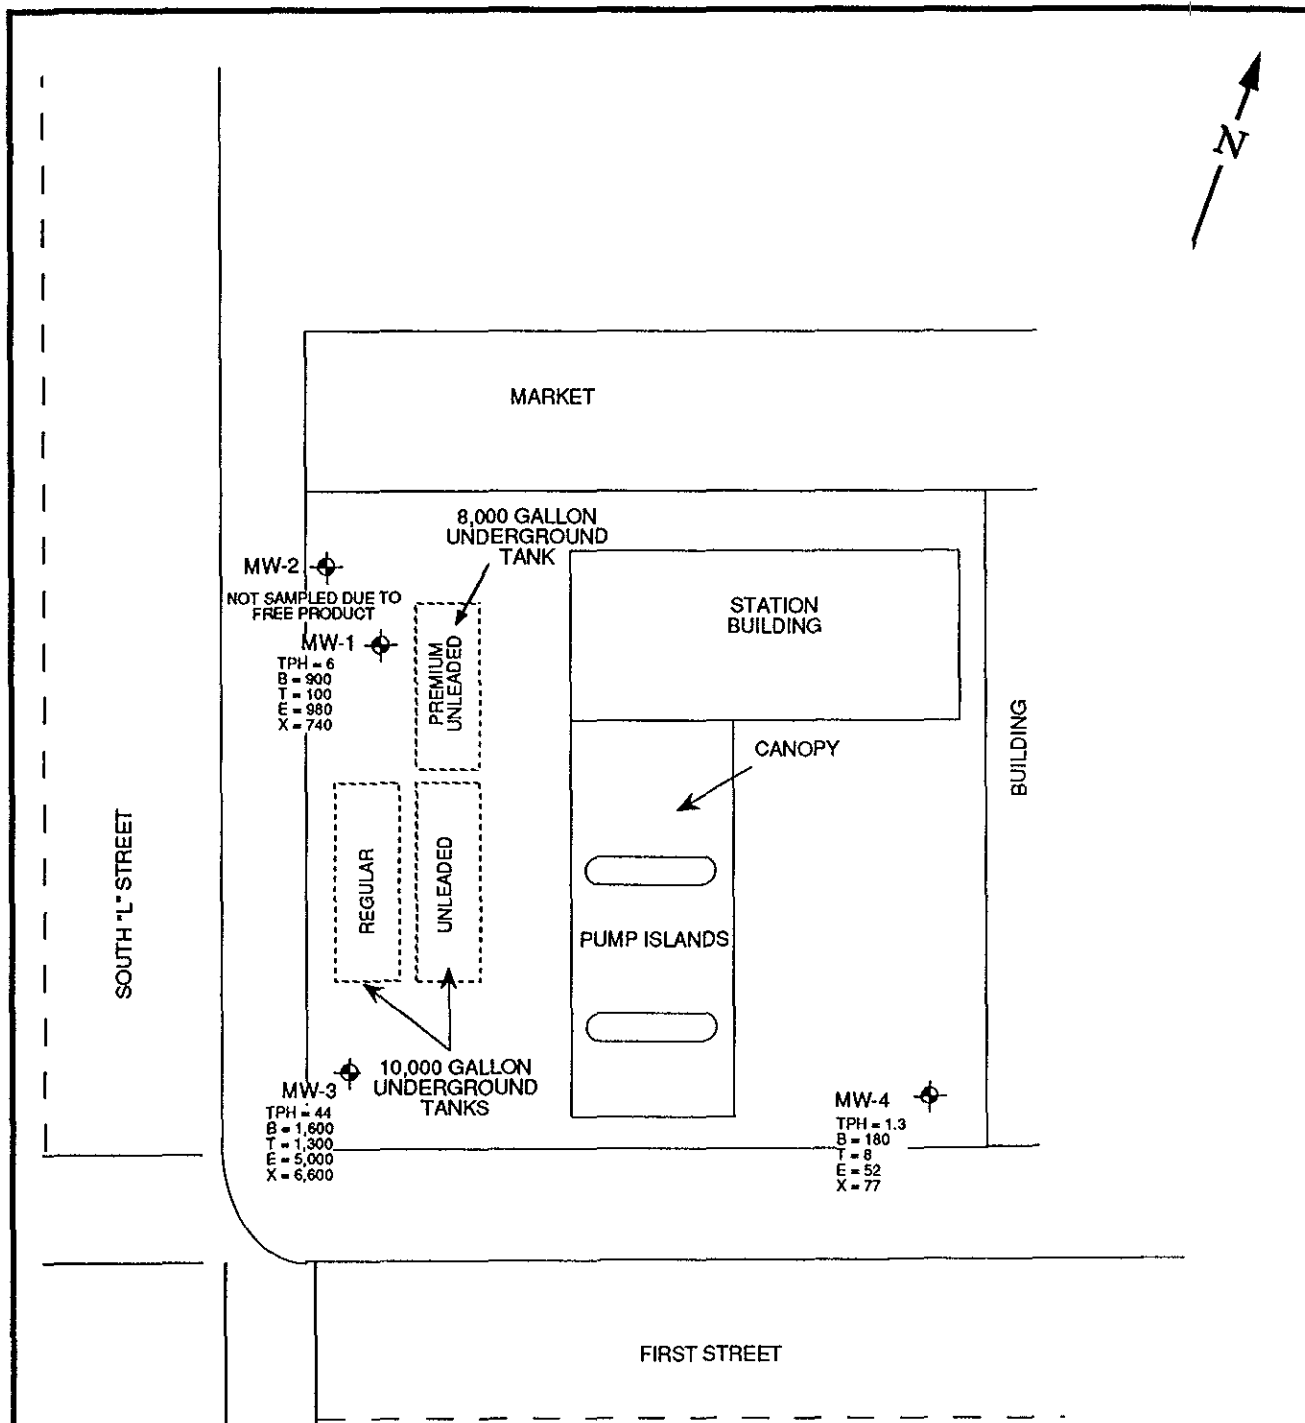 N
MARKET
8,000 GALLON
UNDERGROUND
TANK
MW-2
NOT SAMPLED DUE TO
FREE PRODUCT
MW-1
TPH = 6
B = 900
T = 100
E = 980
X = 740
PREMIUM
UNLEADED
STATION
BUILDING
CANOPY
BUILDING
SOUTH "L" STREET
REGULAR
UNLEADED
PUMP ISLANDS
10,000 GALLON
UNDERGROUND
TANKS
MW-3
TPH = 44
B = 1,600
T = 1,300
E = 5,000
X = 6,600
MW-4
TPH = 1.3
B = 180
T = 8
E = 52
X = 77
FIRST STREET